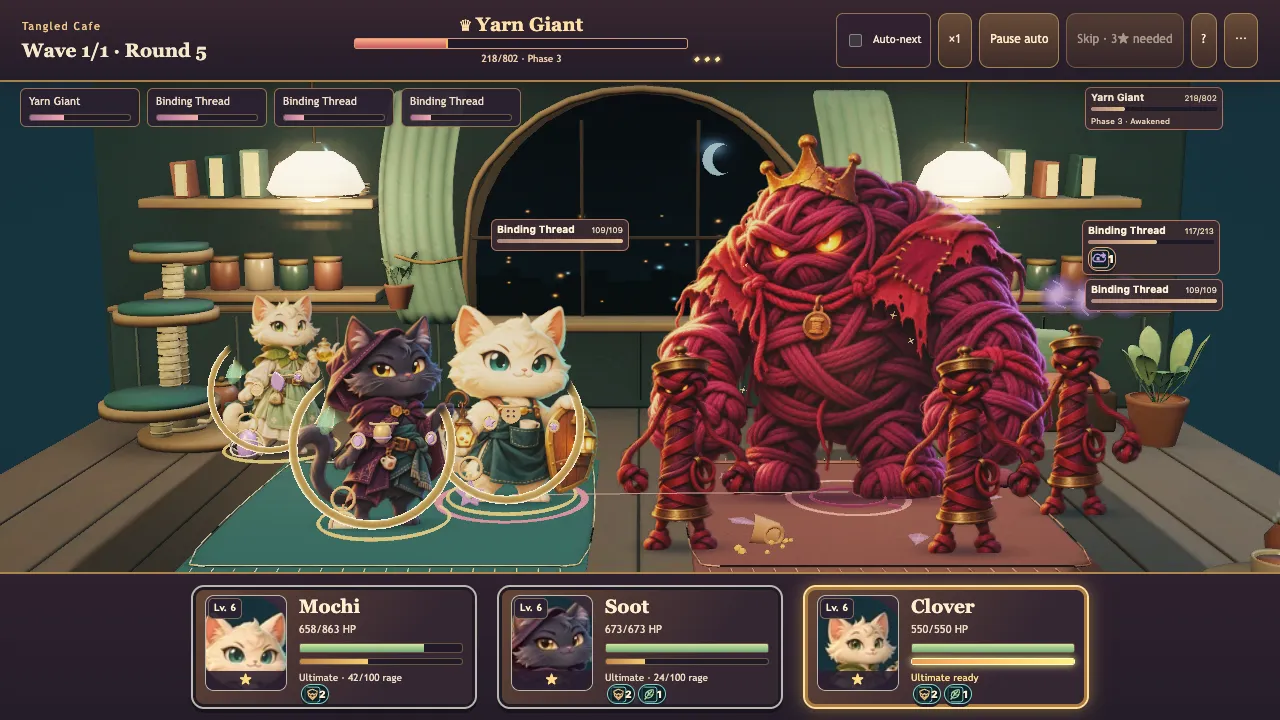 Tangled Cafe
Wave 1/1 · Round 5
♛ Yarn Giant
218/802 · Phase 3
Auto-next
×1
Pause auto
Skip · 3★ needed
?
...
Yarn Giant
Binding Thread
Binding Thread
Binding Thread
Yarn Giant 218/802
Phase 3 · Awakened
Binding Thread 109/109
Binding Thread 117/213
1
Binding Thread 109/109
Lv. 6
Mochi
658/863 HP
Ultimate · 42/100 rage
2
Lv. 6
Soot
673/673 HP
Ultimate · 24/100 rage
2 1
Lv. 6
Clover
550/550 HP
Ultimate ready
2 1